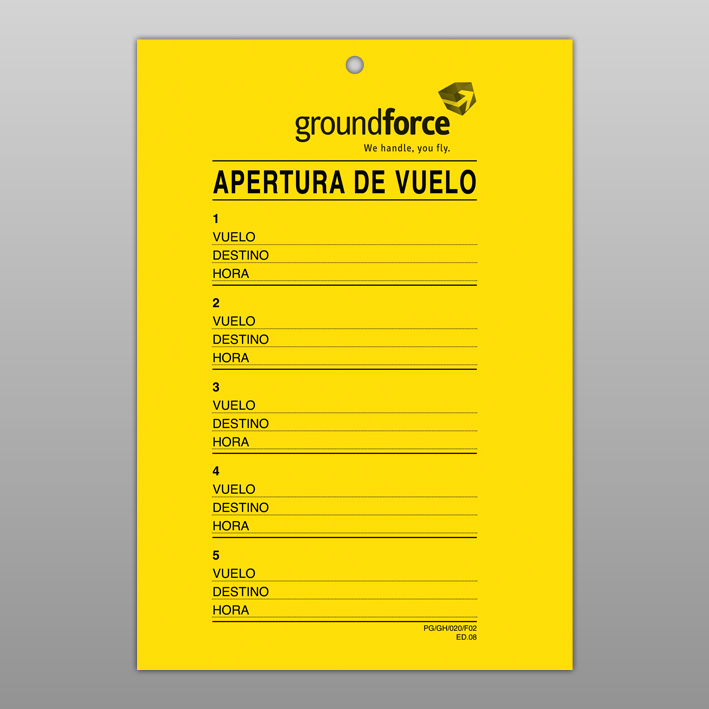 groundforce
We handle, you fly.
APERTURA DE VUELO
1
VUELO
DESTINO
HORA
2
VUELO
DESTINO
HORA
3
VUELO
DESTINO
HORA
4
VUELO
DESTINO
HORA
5
VUELO
DESTINO
HORA
PG/GH/020/F02
ED.08